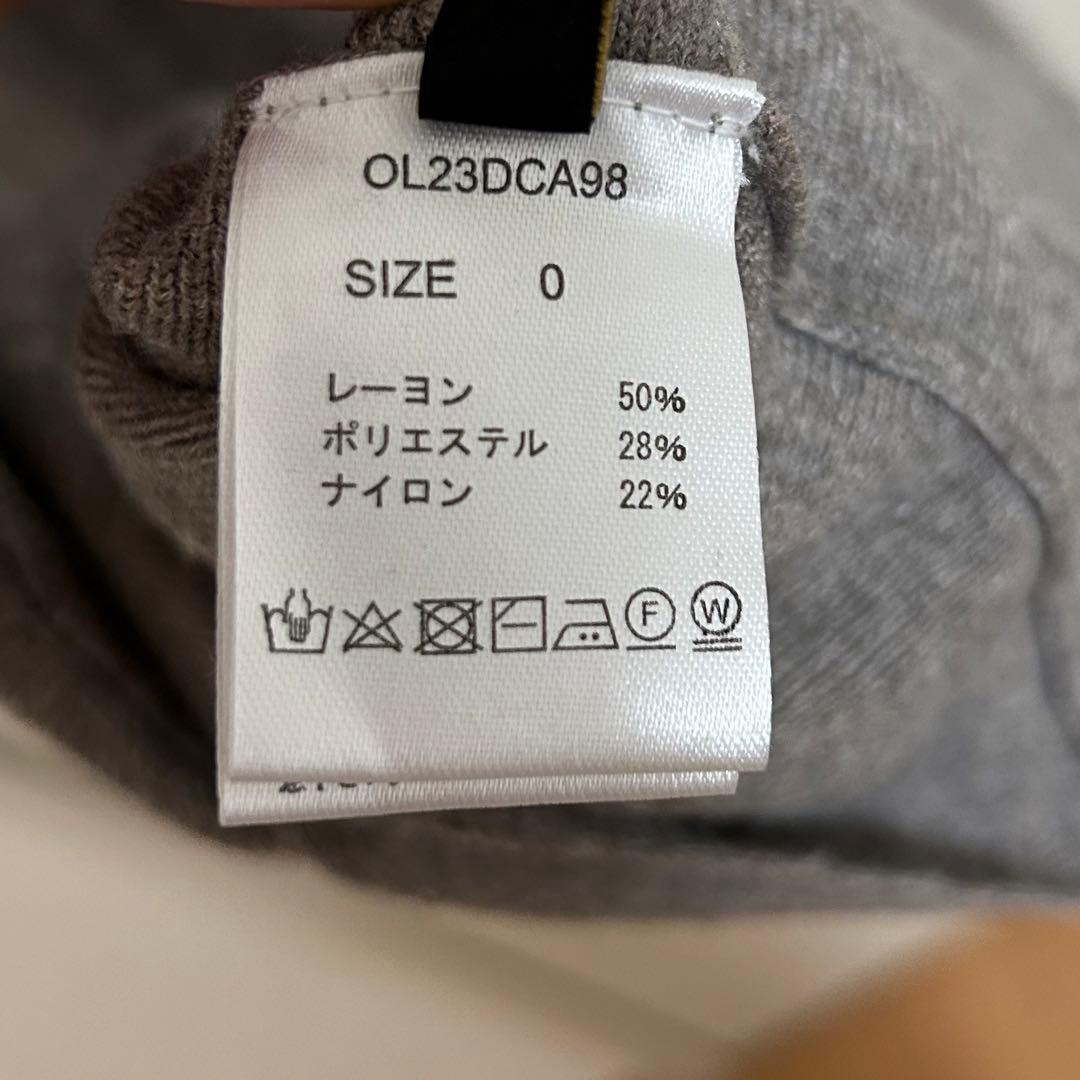 OL23DCA98
SIZE 0
レーヨン 50%
ポリエステル 28%
ナイロン 22%
F W